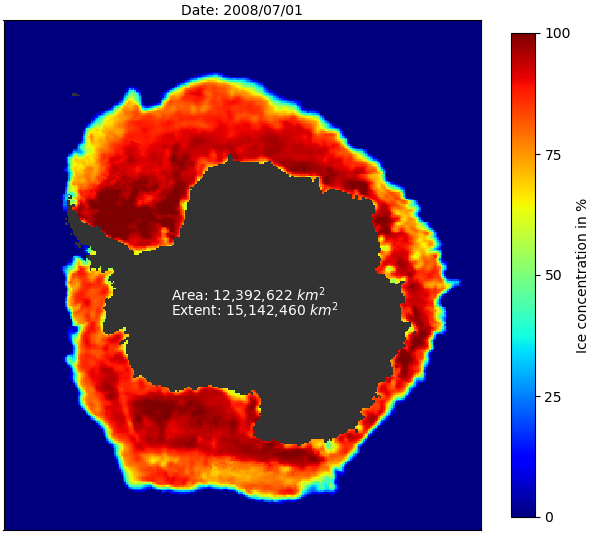 Date: 2008/07/01
Area: 12,392,622 km²
Extent: 15,142,460 km²
100
75
50
25
0
Ice concentration in %